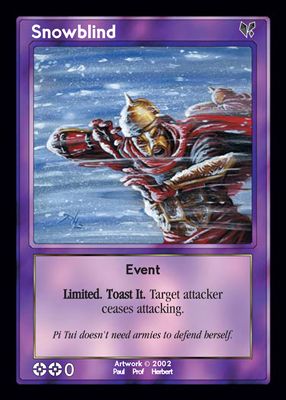 Snowblind
Event
Limited. Toast It. Target attacker
ceases attacking.
Pi Tui doesn't need armies to defend herself.
0
Artwork © 2002
Paul Prof Herbert